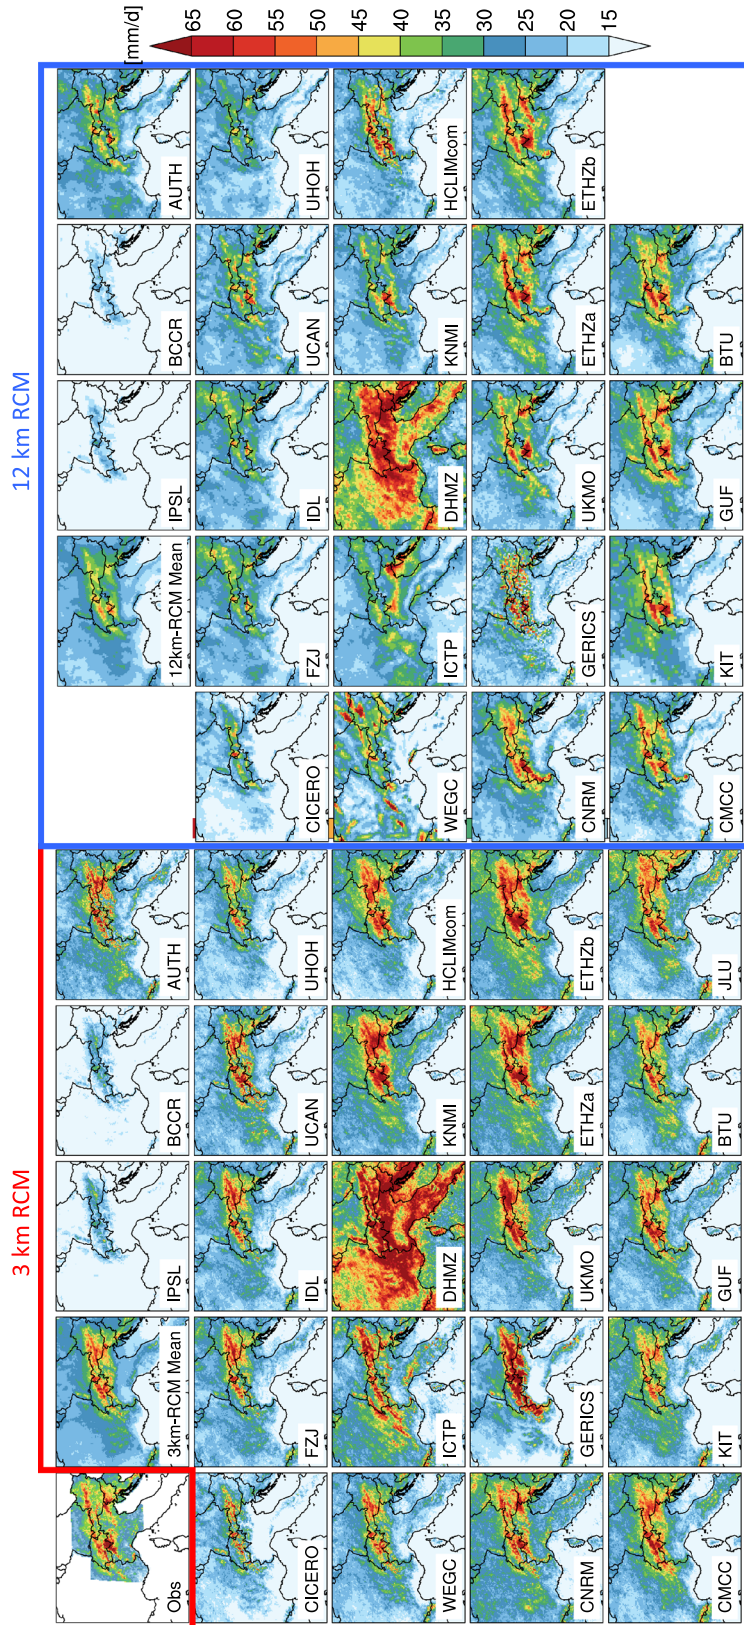 3 km RCM
12 km RCM
Obs
3km-RCM Mean
IPSL
BCCR
AUTH
12km-RCM Mean
IPSL
BCCR
AUTH
CICERO
FZJ
IDL
UCAN
UHOH
CICERO
FZJ
IDL
UCAN
UHOH
WEGC
ICTP
DHMZ
KNMI
HCLIMcom
WEGC
ICTP
DHMZ
KNMI
HCLIMcom
CNRM
GERICS
UKMO
ETHZa
ETHZb
CNRM
GERICS
UKMO
ETHZa
ETHZb
CMCC
KIT
GUF
BTU
JLU
CMCC
KIT
GUF
BTU
[mm/d]
65
60
55
50
45
40
35
30
25
20
15